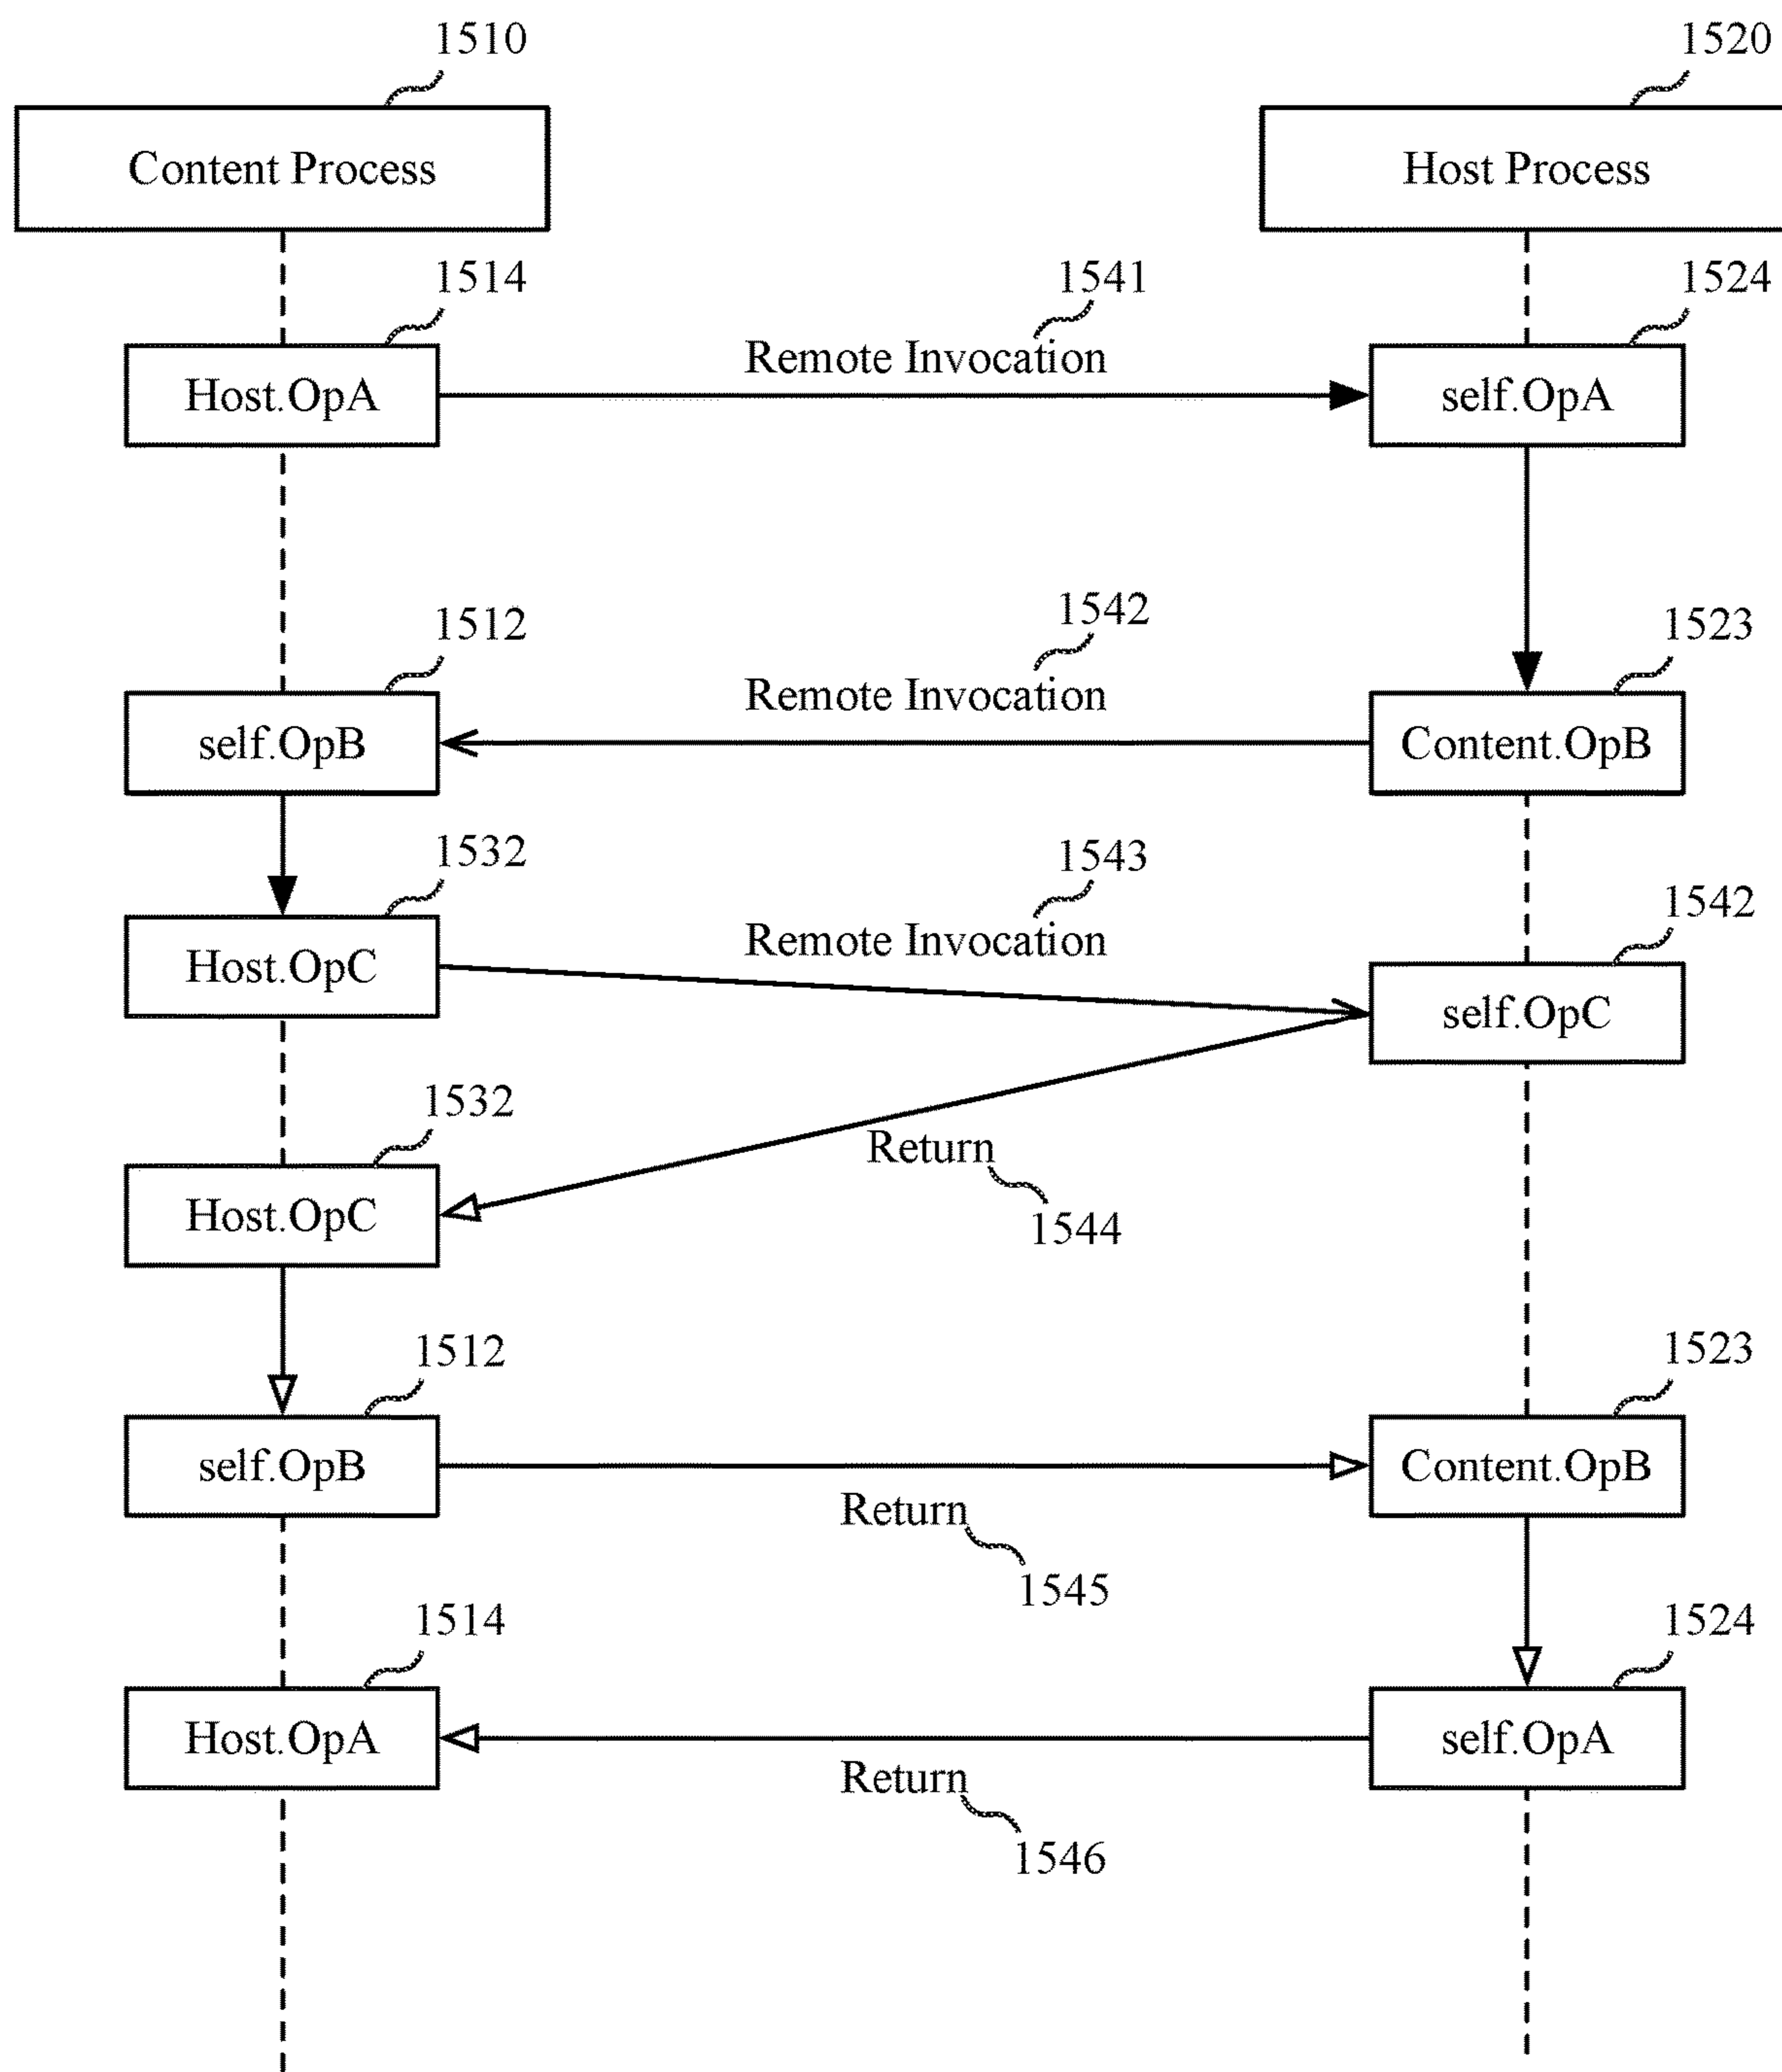 1510
1520
Content Process
Host Process
1514
1541
1524
Remote Invocation
Host.OpA
self.OpA
1512
1542
1523
Remote Invocation
self.OpB
Content.OpB
1532
1543
1542
Remote Invocation
Host.OpC
self.OpC
1532
Return
Host.OpC
1544
1512
1523
self.OpB
Content.OpB
Return
1545
1514
1524
Host.OpA
self.OpA
Return
1546